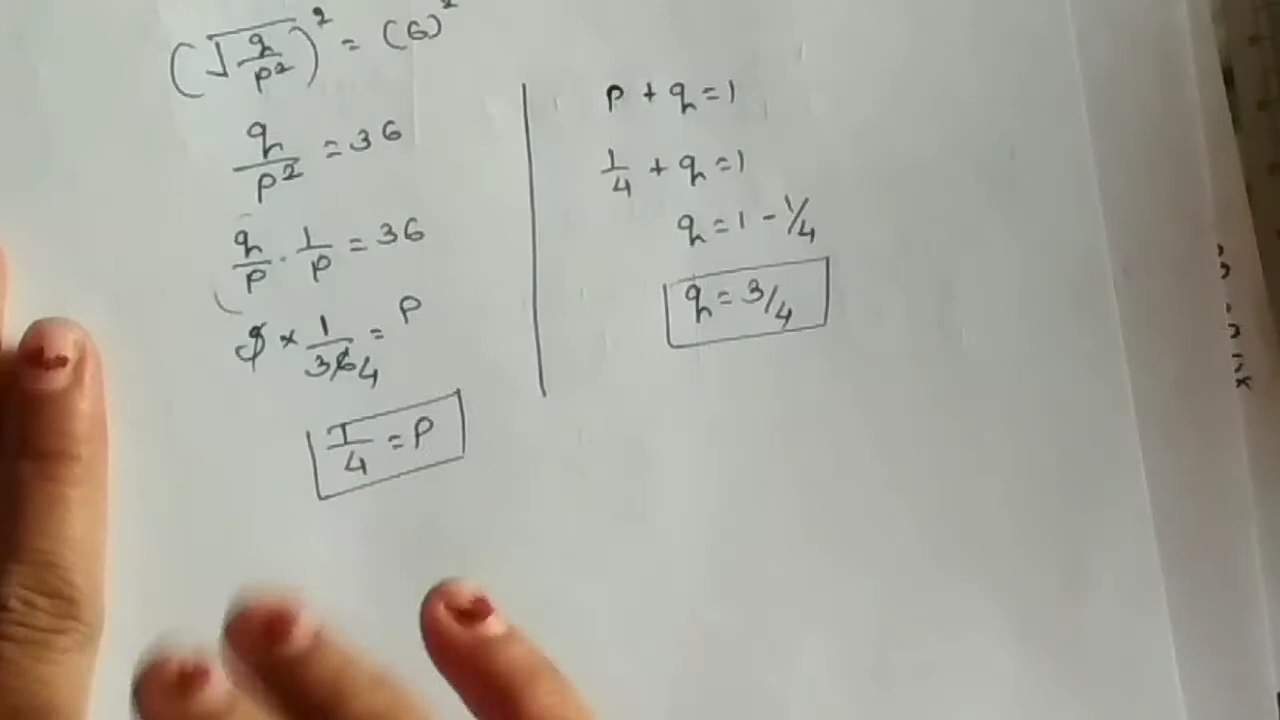 (√(q/p²))² = (6)²
q/p² = 36
q/p · 1/p = 36
9 × 1/36 4 = p
1/4 = p
p + q = 1
1/4 + q = 1
q = 1 - 1/4
q = 3/4